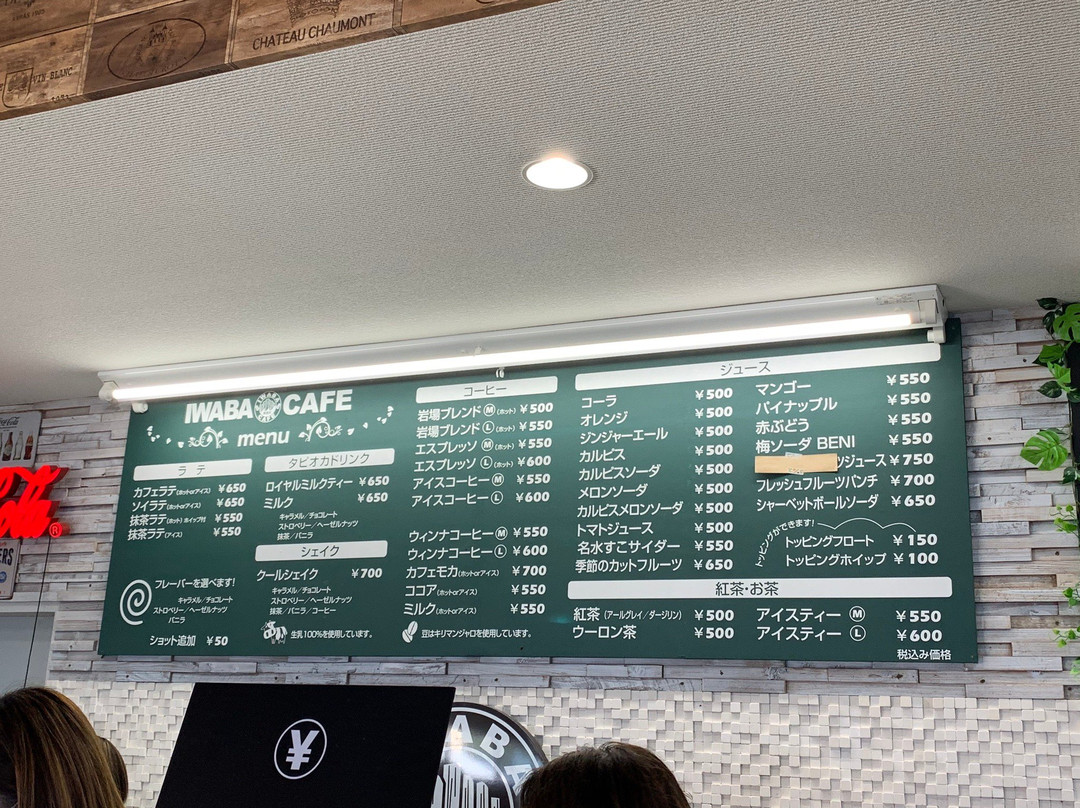 CHATEAU CHAUMONT
VIN-BLANC
IWABA CAFE
menu
ラテ
カフェラテ(ホットorアイス) ¥650
ソイラテ(ホットorアイス) ¥650
抹茶ラテ(ホット) ホイップ付 ¥550
抹茶ラテ(アイス) ¥550
フレーバーを選べます!
キャラメル/チョコレート
ストロベリー/ヘーゼルナッツ
バニラ
ショット追加 ¥50
タピオカドリンク
ロイヤルミルクティー ¥650
ミルク ¥650
キャラメル/チョコレート
ストロベリー/ヘーゼルナッツ
抹茶/バニラ
シェイク
クールシェイク ¥700
キャラメル/チョコレート
ストロベリー/ヘーゼルナッツ
抹茶/バニラ/コーヒー
生乳100%を使用しています。
コーヒー
岩場ブレンド Ⓜ (ホット) ¥500
岩場ブレンド Ⓛ (ホット) ¥550
エスプレッソ Ⓜ (ホット) ¥550
エスプレッソ Ⓛ (ホット) ¥600
アイスコーヒー Ⓜ ¥550
アイスコーヒー Ⓛ ¥600
ウィンナコーヒー Ⓜ ¥550
ウィンナコーヒー Ⓛ ¥600
カフェモカ(ホットorアイス) ¥700
ココア(ホットorアイス) ¥550
ミルク(ホットorアイス) ¥550
豆はキリマンジャロを使用しています。
ジュース
コーラ ¥500
オレンジ ¥500
ジンジャーエール ¥500
カルピス ¥500
カルピスソーダ ¥500
メロンソーダ ¥500
カルピスメロンソーダ ¥500
トマトジュース ¥500
名水すこサイダー ¥550
季節のカットフルーツ ¥650
マンゴー ¥550
パイナップル ¥550
赤ぶどう ¥550
梅ソーダ BENI ¥550
ツジュース ¥750
フレッシュフルーツパンチ ¥700
シャーベットボールソーダ ¥650
トッピングができます!
トッピングフロート ¥150
トッピングホイップ ¥100
紅茶・お茶
紅茶 (アールグレイ/ダージリン) ¥500
ウーロン茶 ¥500
アイスティー Ⓜ ¥550
アイスティー Ⓛ ¥600
税込み価格
¥